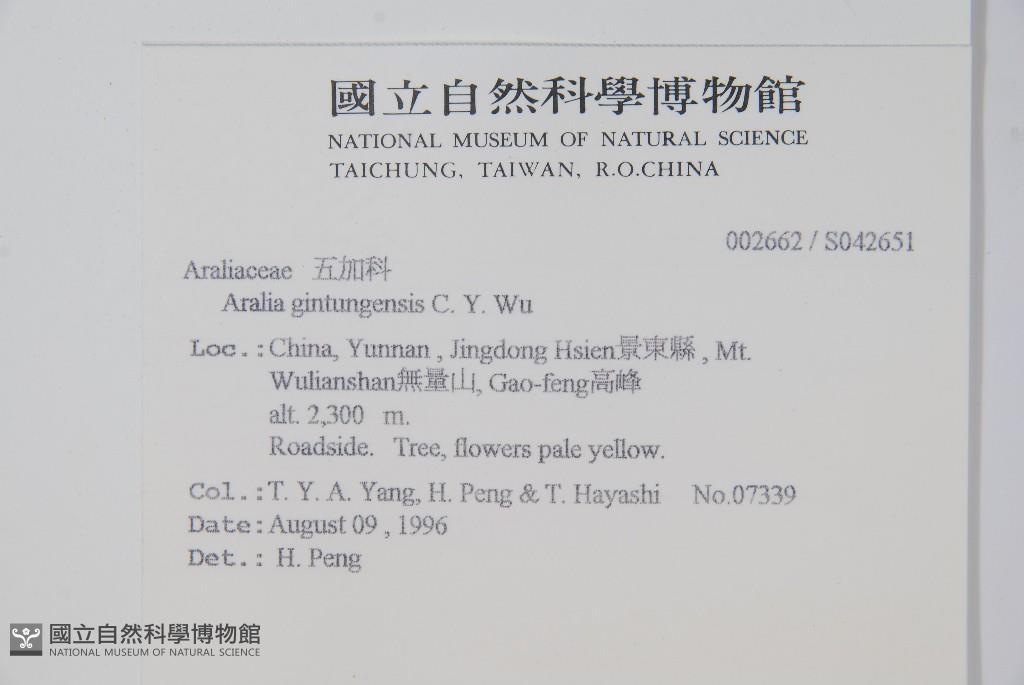 國立自然科學博物館
NATIONAL MUSEUM OF NATURAL SCIENCE
TAICHUNG, TAIWAN, R.O.CHINA
002662 / S042651
Araliaceae 五加科
Aralia gintungensis C. Y. Wu
Loc.: China, Yunnan , Jingdong Hsien景東縣 , Mt.
Wulianshan無量山, Gao-feng高峰
alt. 2,300 m.
Roadside. Tree, flowers pale yellow.
Col.: T. Y. A. Yang, H. Peng & T. Hayashi No.07339
Date: August 09 , 1996
Det.: H. Peng
國立自然科學博物館
NATIONAL MUSEUM OF NATURAL SCIENCE